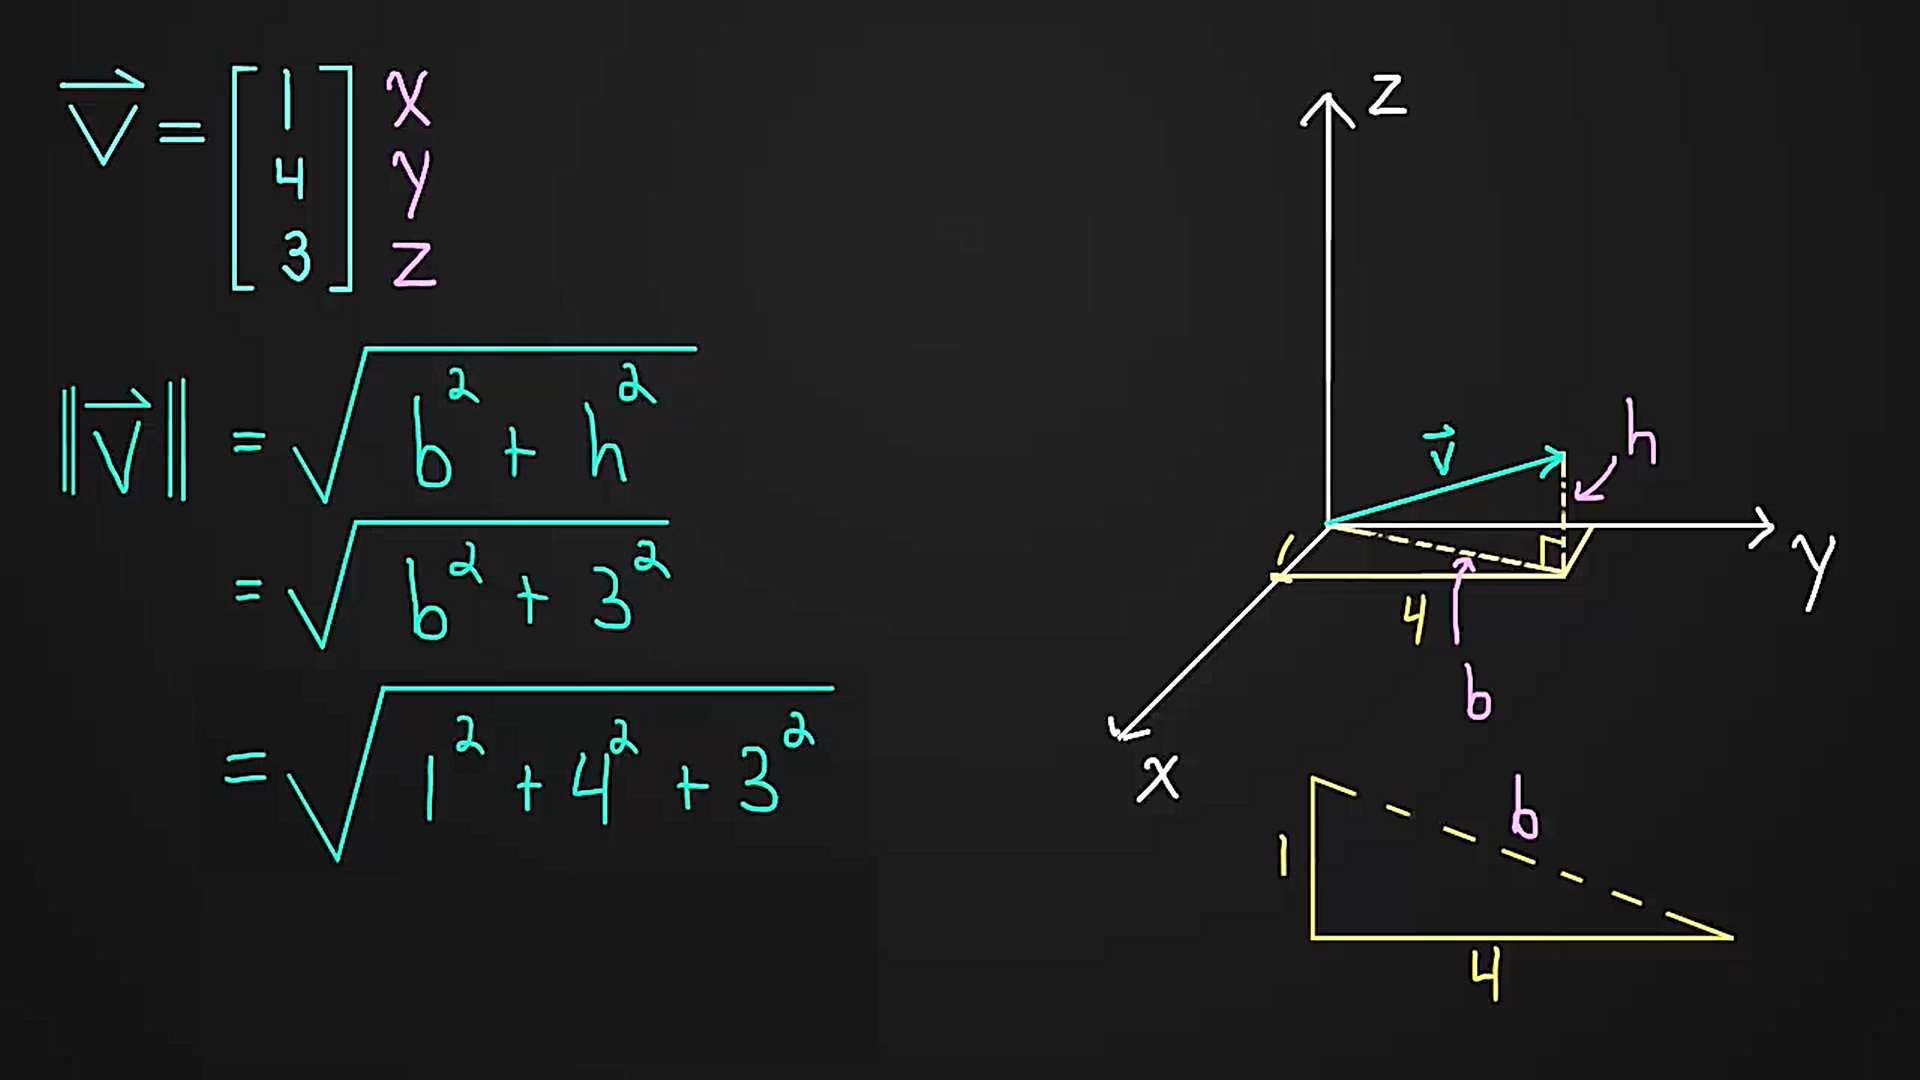 v⃗ = [1 4 3] x y z
‖v⃗‖ = √(b² + h²)
= √(b² + 3²)
= √(1² + 4² + 3²)
z
v⃗
h
y
1
4
b
x
b
1
4